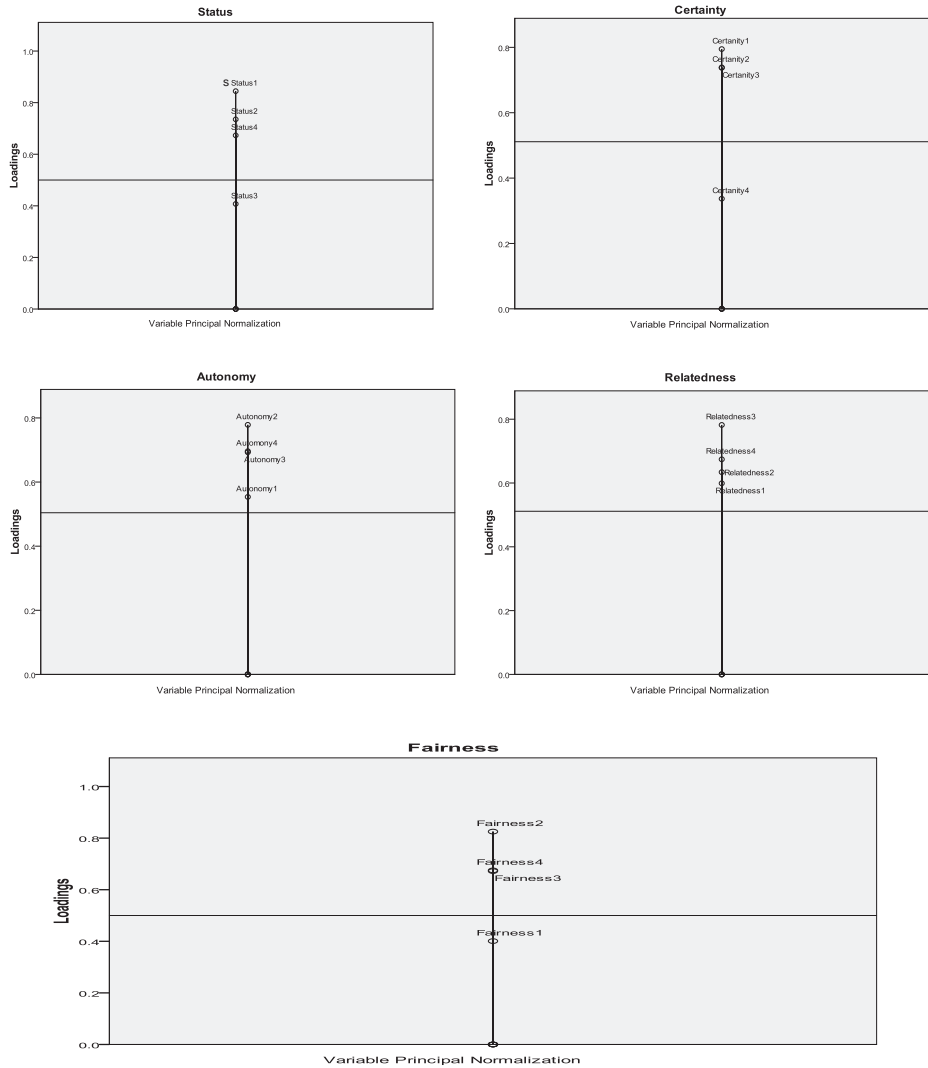 Status
1.0
S Status1
0.8
Status2
Status4
0.6
Loadings
0.4
Status3
0.2
0.0
Variable Principal Normalization
Certainty
0.8
Certanity1
Certanity2
Certanity3
0.6
Loadings
0.4
Certanity4
0.2
0.0
Variable Principal Normalization
Autonomy
0.8
Autonomy2
Automony4
Autonomy3
0.6
Autonomy1
Loadings
0.4
0.2
0.0
Variable Principal Normalization
Relatedness
0.8
Relatedness3
Relatedness4
Relatedness2
0.6
Relatedness1
Loadings
0.4
0.2
0.0
Variable Principal Normalization
Fairness
1.0
Fairness2
0.8
Fairness4
Fairness3
0.6
Loadings
Fairness1
0.4
0.2
0.0
Variable Principal Normalization